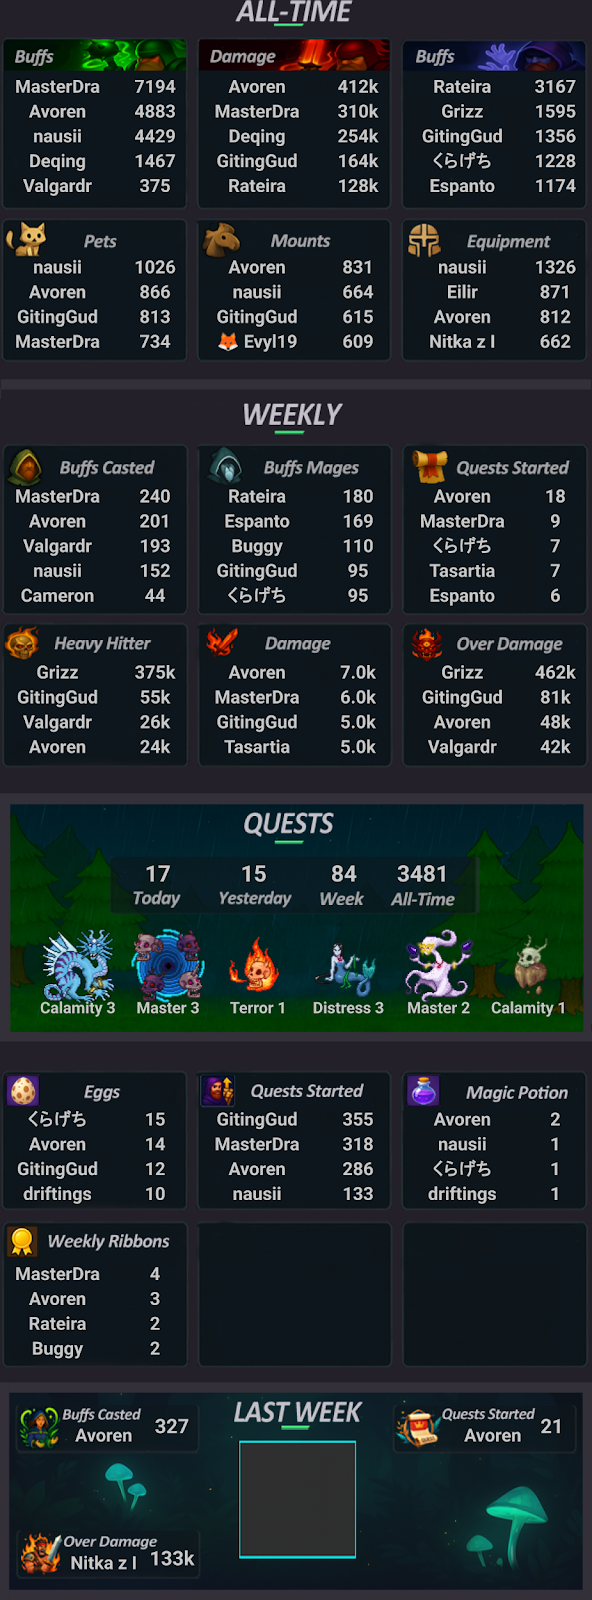 ALL-TIME
Buffs
MasterDra 7194
Avoren 4883
nausii 4429
Deqing 1467
Valgardr 375
Damage
Avoren 412k
MasterDra 310k
Deqing 254k
GitingGud 164k
Rateira 128k
Buffs
Rateira 3167
Grizz 1595
GitingGud 1356
くらげち 1228
Espanto 1174
Pets
nausii 1026
Avoren 866
GitingGud 813
MasterDra 734
Mounts
Avoren 831
nausii 664
GitingGud 615
🦊 Evyl19 609
Equipment
nausii 1326
Eilir 871
Avoren 812
Nitka z l 662
WEEKLY
Buffs Casted
MasterDra 240
Avoren 201
Valgardr 193
nausii 152
Cameron 44
Buffs Mages
Rateira 180
Espanto 169
Buggy 110
GitingGud 95
くらげち 95
Quests Started
Avoren 18
MasterDra 9
くらげち 7
Tasartia 7
Espanto 6
Heavy Hitter
Grizz 375k
GitingGud 55k
Valgardr 26k
Avoren 24k
Damage
Avoren 7.0k
MasterDra 6.0k
GitingGud 5.0k
Tasartia 5.0k
Over Damage
Grizz 462k
GitingGud 81k
Avoren 48k
Valgardr 42k
QUESTS
17 15 84 3481
Today Yesterday Week All-Time
Calamity 3 Master 3 Terror 1 Distress 3 Master 2 Calamity 1
Eggs
くらげち 15
Avoren 14
GitingGud 12
driftings 10
Quests Started
GitingGud 355
MasterDra 318
Avoren 286
nausii 133
Magic Potion
Avoren 2
nausii 1
くらげち 1
driftings 1
Weekly Ribbons
MasterDra 4
Avoren 3
Rateira 2
Buggy 2
LAST WEEK
Buffs Casted
Avoren 327
Quests Started
Avoren 21
Over Damage
Nitka z l 133k